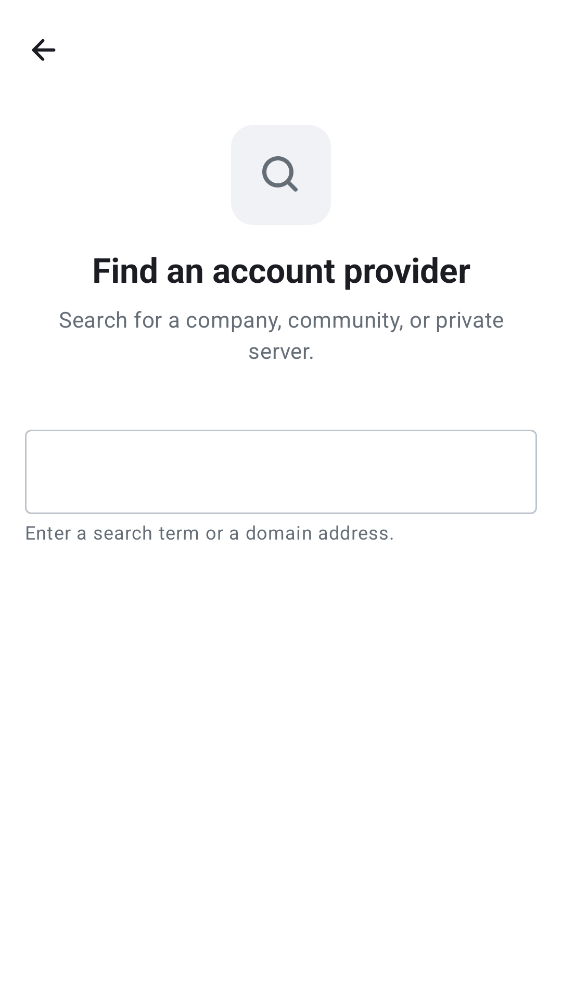 Find an account provider
Search for a company, community, or private
server.
Enter a search term or a domain address.